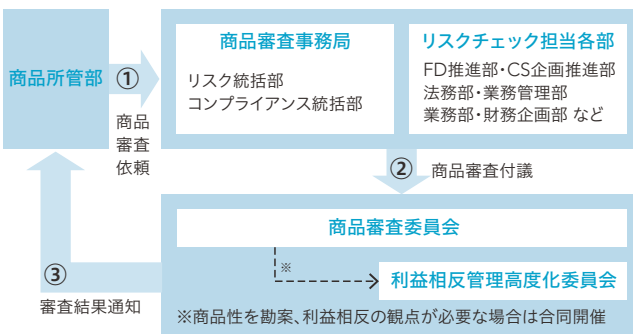 商品所管部
①
商品
審査
依頼
商品審査事務局
リスク統括部
コンプライアンス統括部
リスクチェック担当各部
FD推進部・CS企画推進部
法務部・業務管理部
業務部・財務企画部 など
② 商品審査付議
商品審査委員会
※
利益相反管理高度化委員会
※商品性を勘案、利益相反の観点が必要な場合は合同開催
③
審査結果通知